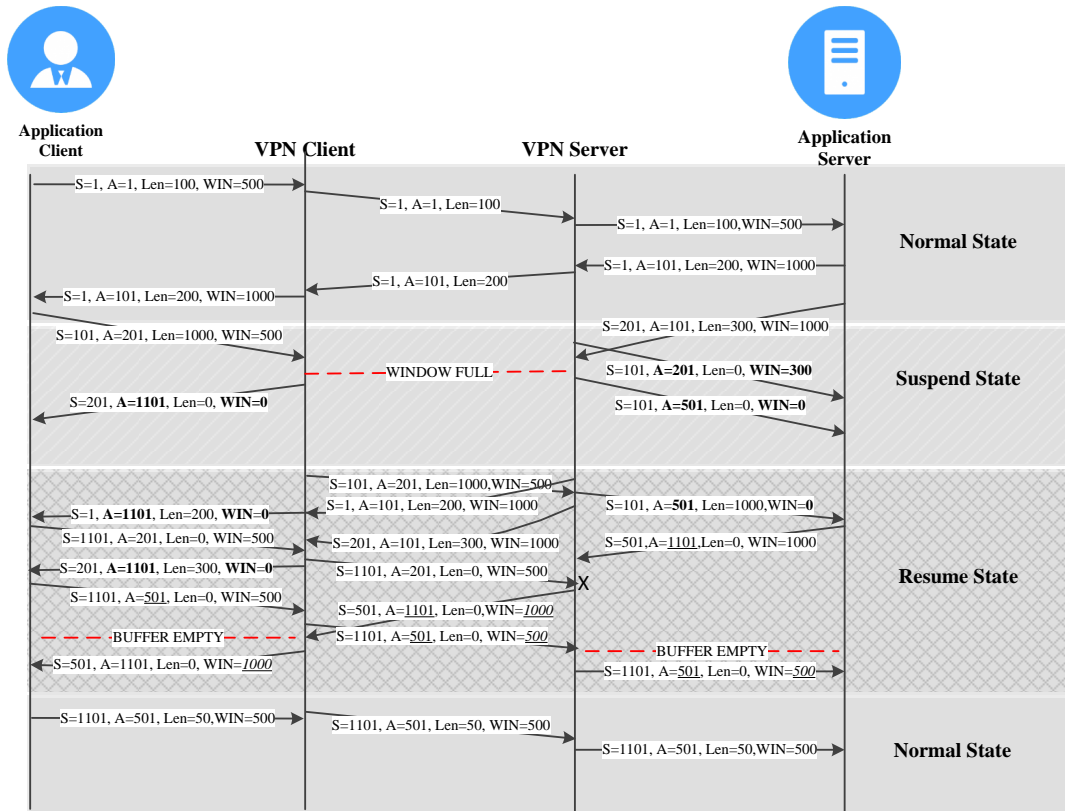 Application
Client
VPN Client
VPN Server
Application
Server
S=1, A=1, Len=100, WIN=500
S=1, A=1, Len=100
S=1, A=1, Len=100,WIN=500
Normal State
S=1, A=101, Len=200, WIN=1000
S=1, A=101, Len=200
S=1, A=101, Len=200, WIN=1000
S=201, A=101, Len=300, WIN=1000
S=101, A=201, Len=1000, WIN=500
WINDOW FULL
S=101, A=201, Len=0, WIN=300
Suspend State
S=201, A=1101, Len=0, WIN=0
S=101, A=501, Len=0, WIN=0
S=101, A=201, Len=1000,WIN=500
S=1, A=1101, Len=200, WIN=0
S=1, A=101, Len=200, WIN=1000
S=101, A=501, Len=1000,WIN=0
S=1101, A=201, Len=0, WIN=500
S=201, A=101, Len=300, WIN=1000
S=501,A=1101,Len=0, WIN=1000
S=201, A=1101, Len=300, WIN=0
S=1101, A=201, Len=0, WIN=500
X
Resume State
S=1101, A=501, Len=0, WIN=500
S=501, A=1101, Len=0,WIN=1000
BUFFER EMPTY
S=1101, A=501, Len=0, WIN=500
BUFFER EMPTY
S=501, A=1101, Len=0, WIN=1000
S=1101, A=501, Len=0, WIN=500
S=1101, A=501, Len=50,WIN=500
S=1101, A=501, Len=50, WIN=500
S=1101, A=501, Len=50,WIN=500
Normal State